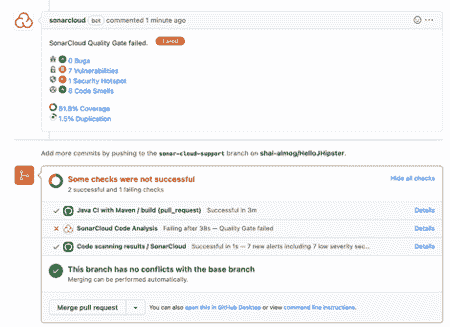 sonarcloud bot commented 1 minute ago
SonarCloud Quality Gate failed.
0 Bugs
7 Vulnerabilities
1 Security Hotspot
8 Code Smells
81.8% Coverage
1.5% Duplication
Add more commits by pushing to the sonar-cloud-support branch on shai-almog/HelloJHipster.
Some checks were not successful
Hide all checks
2 successful and 1 failing checks
Java CI with Maven / build (pull_request) Successful in 3m
Details
SonarCloud Code Analysis Failing after 38s — Quality Gate failed
Details
Code scanning results / SonarCloud Successful in 1s — 7 new alerts including 7 low severity sec...
Details
This branch has no conflicts with the base branch
Merging can be performed automatically.
Merge pull request
You can also open this in GitHub Desktop or view command line instructions.